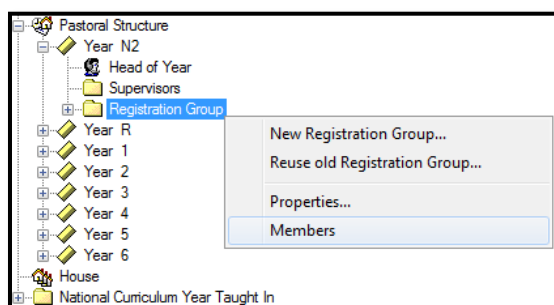 Pastoral Structure
Year N2
Head of Year
Supervisors
Registration Group
Year R
Year 1
Year 2
Year 3
Year 4
Year 5
Year 6
House
National Curriculum Year Taught In
New Registration Group...
Reuse old Registration Group...
Properties...
Members